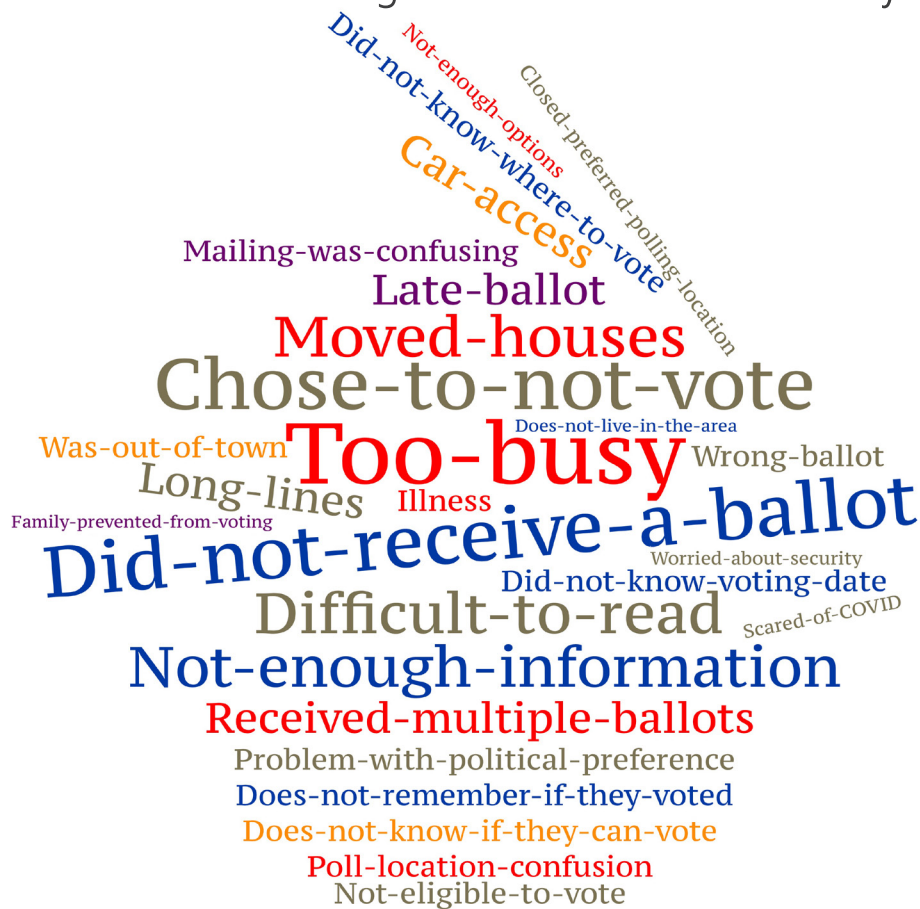 Did-not-know-where-to-vote
Not-enough-options
Closed-preferred-polling-location
Car-access
Mailing-was-confusing
Late-ballot
Moved-houses
Chose-to-not-vote
Does-not-live-in-the-area
Was-out-of-town
Too-busy
Wrong-ballot
Long-lines
Illness
Family-prevented-from-voting
Did-not-receive-a-ballot
Worried-about-security
Did-not-know-voting-date
Difficult-to-read
Scared-of-COVID
Not-enough-information
Received-multiple-ballots
Problem-with-political-preference
Does-not-remember-if-they-voted
Does-not-know-if-they-can-vote
Poll-location-confusion
Not-eligible-to-vote